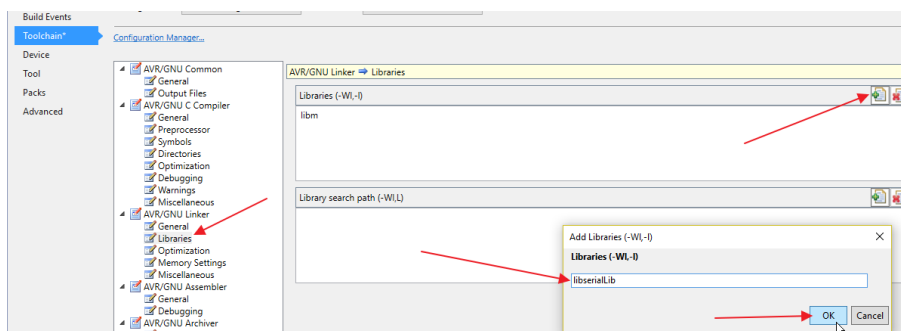 Build Events
Toolchain*
Device
Tool
Packs
Advanced
Configuration Manager...
AVR/GNU Common
General
Output Files
AVR/GNU C Compiler
General
Preprocessor
Symbols
Directories
Optimization
Debugging
Warnings
Miscellaneous
AVR/GNU Linker
General
Libraries
Optimization
Memory Settings
Miscellaneous
AVR/GNU Assembler
General
Debugging
AVR/GNU Archiver
AVR/GNU Linker ⇒ Libraries
Libraries (-Wl,-l)
libm
Library search path (-Wl,L)
Add Libraries (-Wl,-l)
Libraries (-Wl,-l)
libserialLib
OK Cancel